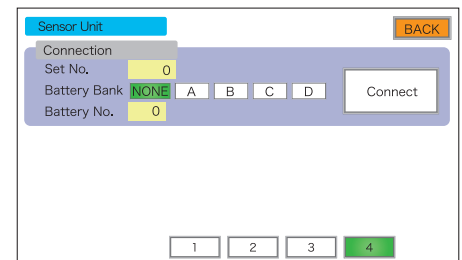 Sensor Unit
BACK
Connection
Set No. 0
Battery Bank NONE A B C D
Connect
Battery No. 0
1 2 3 4